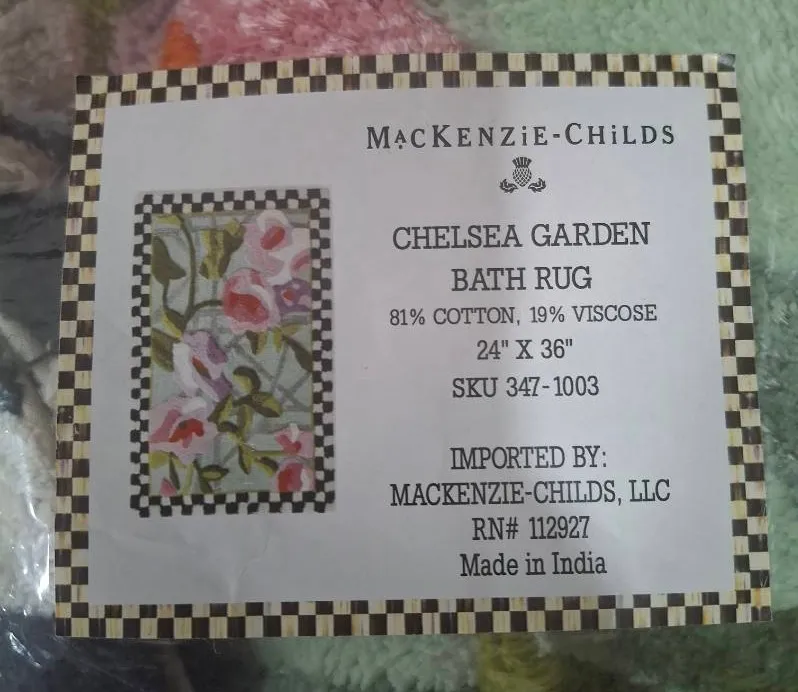 MACKENZiE-CHiLDS
CHELSEA GARDEN
BATH RUG
81% COTTON, 19% VISCOSE
24" X 36"
SKU 347-1003
IMPORTED BY:
MACKENZIE-CHILDS, LLC
RN# 112927
Made in India